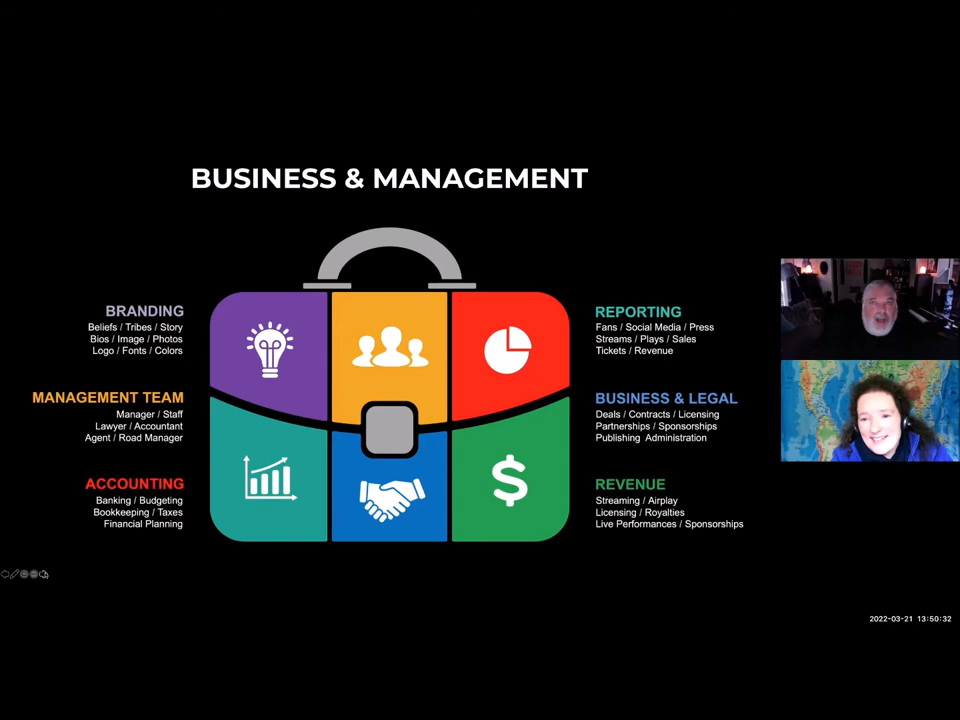 BUSINESS & MANAGEMENT
BRANDING
Beliefs / Tribes / Story
Bios / Image / Photos
Logo / Fonts / Colors
MANAGEMENT TEAM
Manager / Staff
Lawyer / Accountant
Agent / Road Manager
ACCOUNTING
Banking / Budgeting
Bookkeeping / Taxes
Financial Planning
$
REPORTING
Fans / Social Media / Press
Streams / Plays / Sales
Tickets / Revenue
BUSINESS & LEGAL
Deals / Contracts / Licensing
Partnerships / Sponsorships
Publishing Administration
REVENUE
Streaming / Airplay
Licensing / Royalties
Live Performances / Sponsorships
2022-03-21 13:50:32